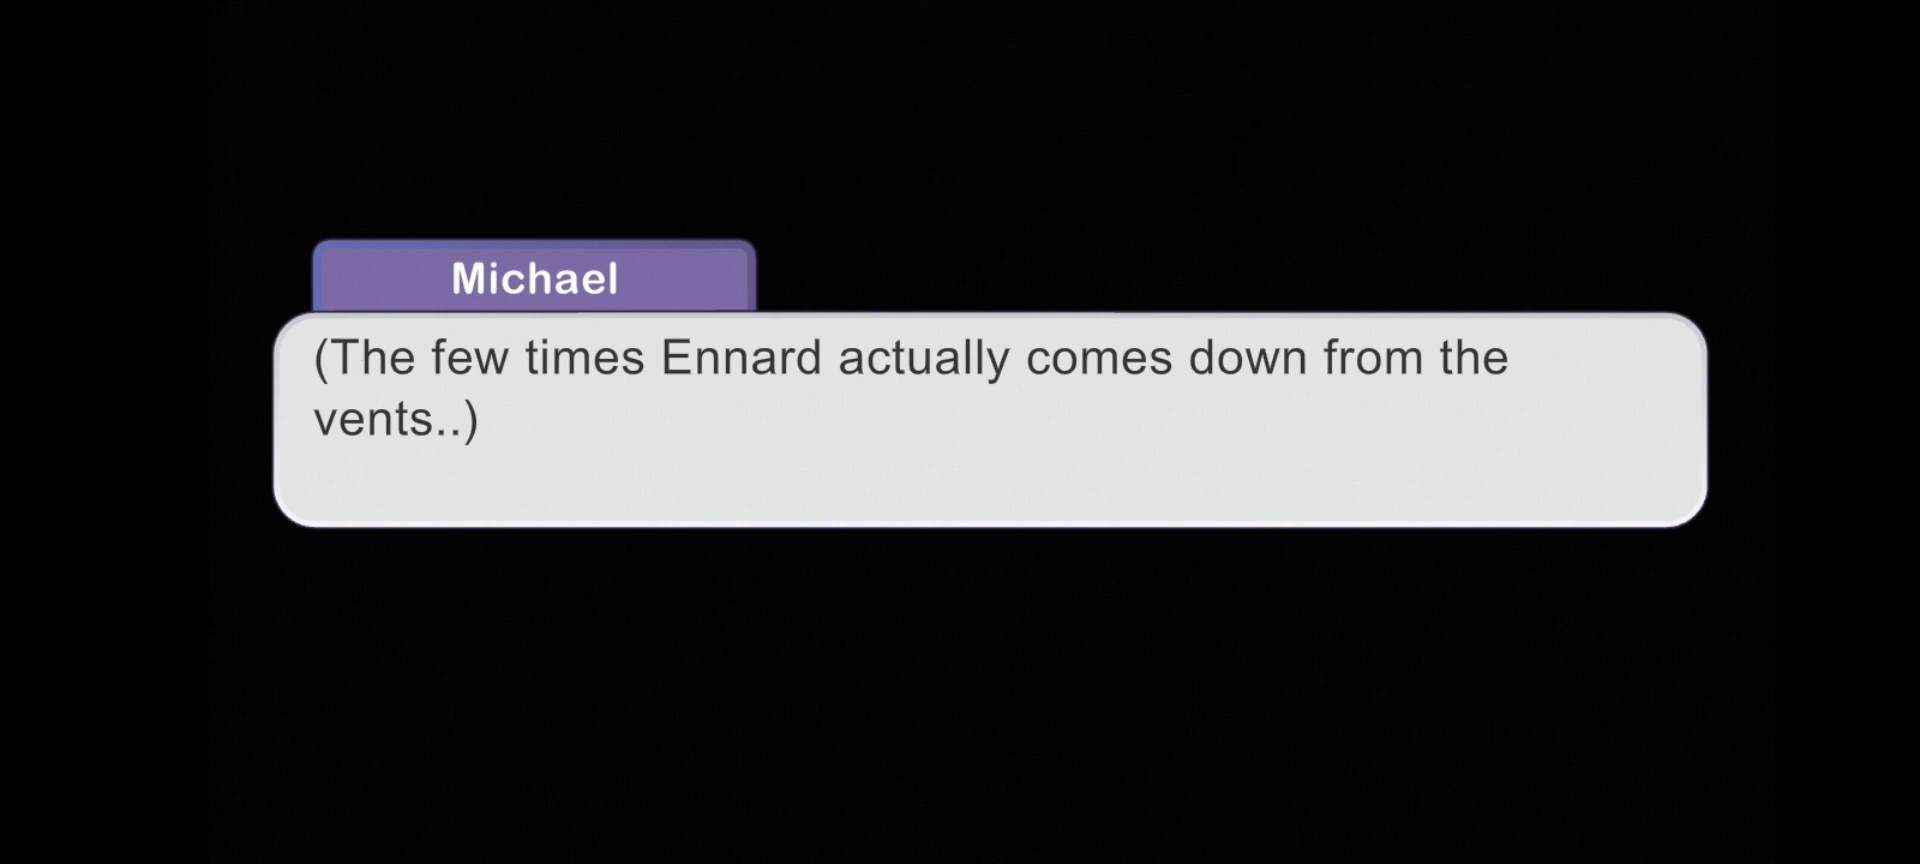 Michael
(The few times Ennard actually comes down from the
vents..)